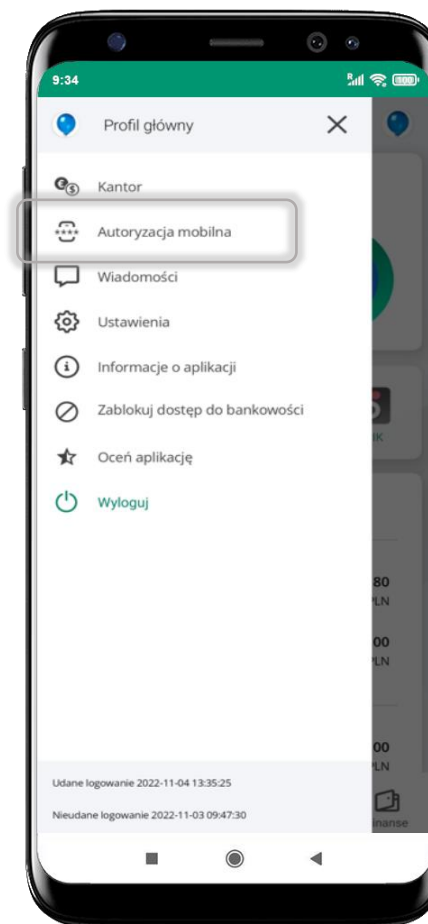 9:34
Profil główny
Kantor
Autoryzacja mobilna
Wiadomości
Ustawienia
Informacje o aplikacji
Zablokuj dostęp do bankowości
IK
Oceń aplikację
Wyloguj
80
PLN
00
PLN
00
PLN
Udane logowanie 2022-11-04 13:35:25
Nieudane logowanie 2022-11-03 09:47:30
inanse